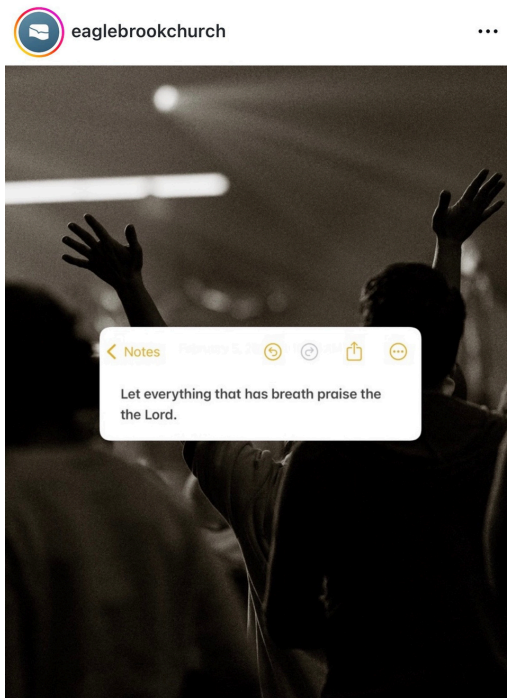 eaglebrookchurch
Notes
Let everything that has breath praise the
the Lord.